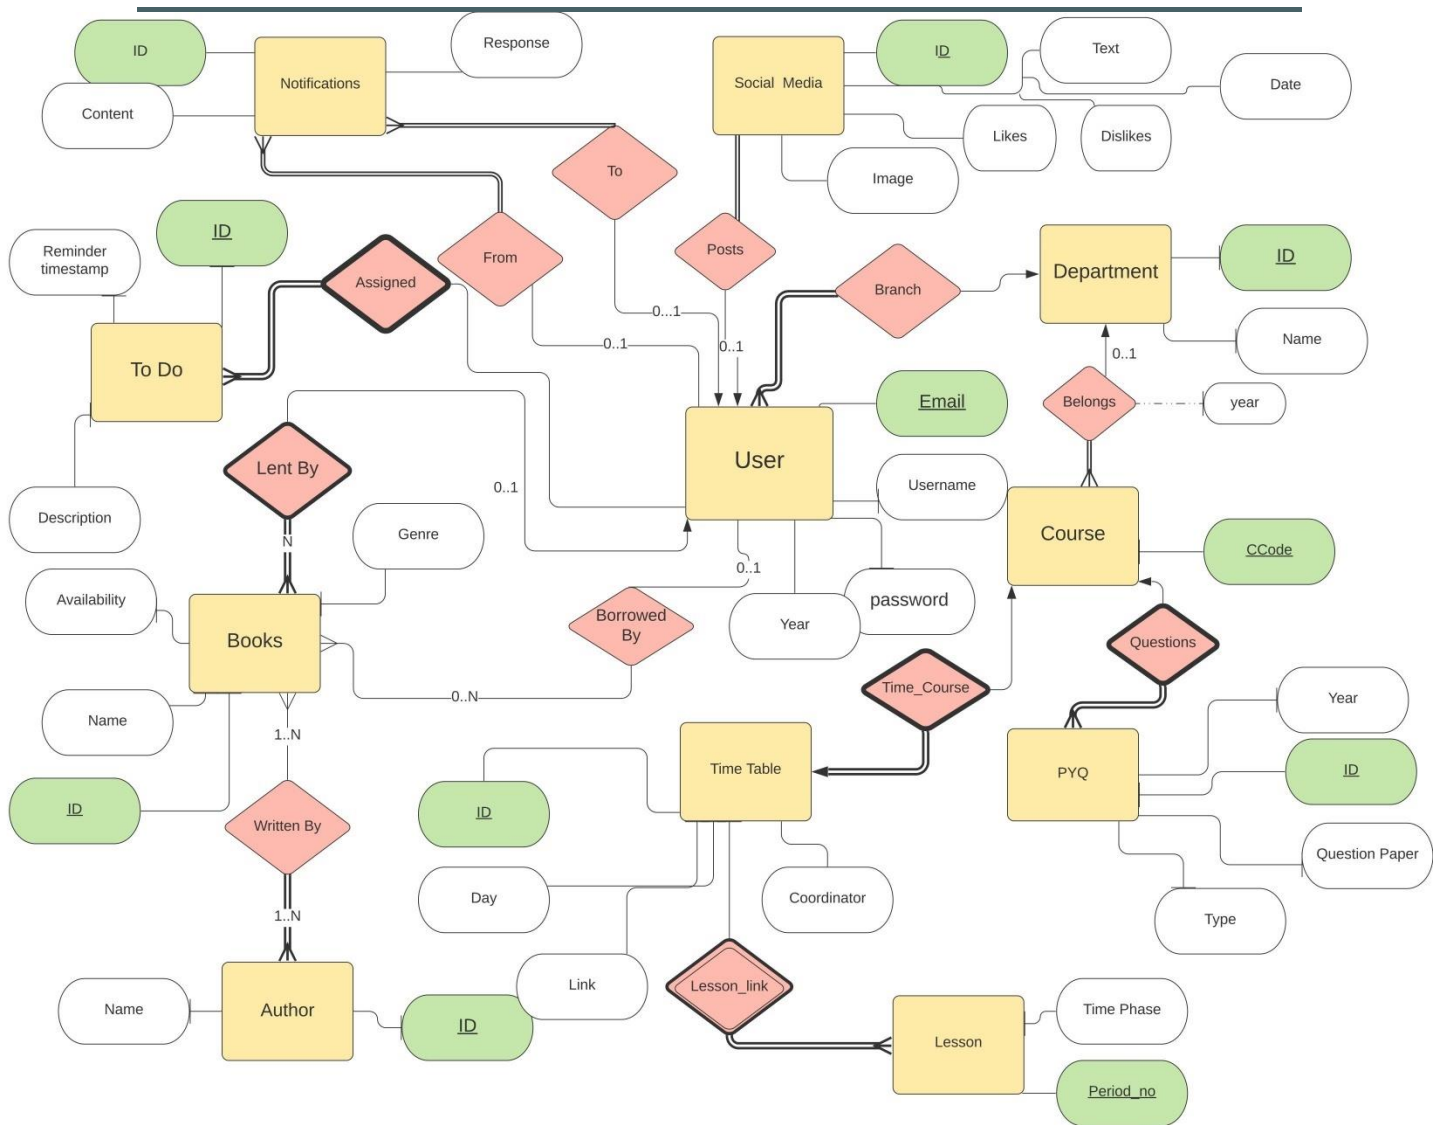 ID
Notifications
Response
Content
Social  Media
ID
Text
Date
Likes
Dislikes
Image
To
Posts
From
ID
Reminder
timestamp
Assigned
Branch
Department
ID
Name
0...1
0..1
0..1
0..1
To Do
Email
Belongs
year
User
Lent By
Username
0..1
Description
Genre
N
Course
CCode
0..1
Availability
Books
Borrowed
By
Year
password
Questions
Time_Course
0..N
Name
1..N
Year
Time Table
PYQ
ID
ID
ID
Written By
Question Paper
Day
Coordinator
1..N
Type
Link
Lesson_link
Name
Author
ID
Time Phase
Lesson
Period_no